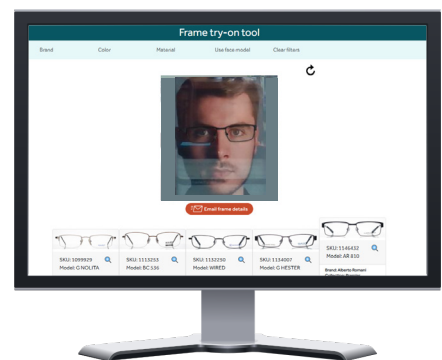 Frame try-on tool
Brand Color Material Use face model Clear filters
Email frame details
SKU: 1099929
Model: G NOLITA
SKU: 1113253
Model: BC 536
SKU: 1132250
Model: WIRED
SKU: 1134007
Model: G HESTER
SKU: 1146432
Model: AR 810
Brand: Alberto Romani